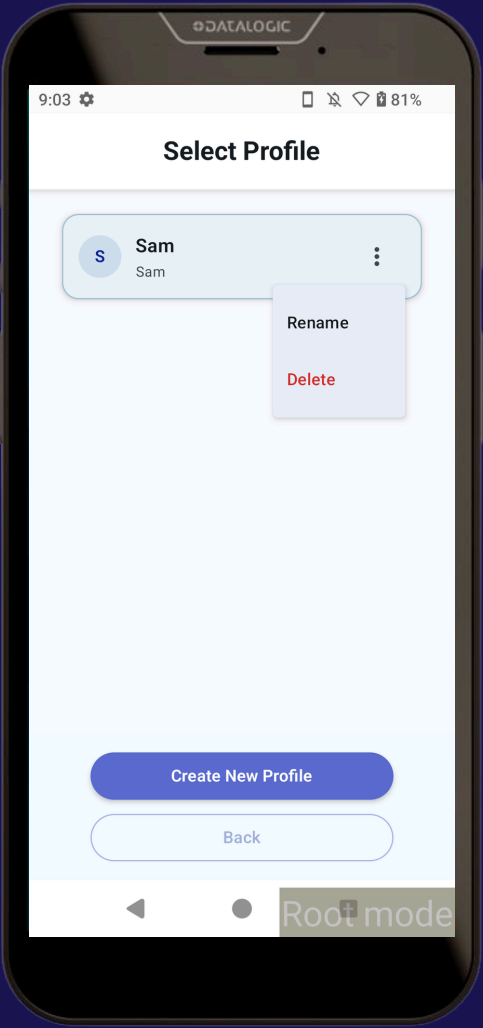 DATALOGIC
9:03
81%
Select Profile
S
Sam
Sam
Rename
Delete
Create New Profile
Back
Root mode